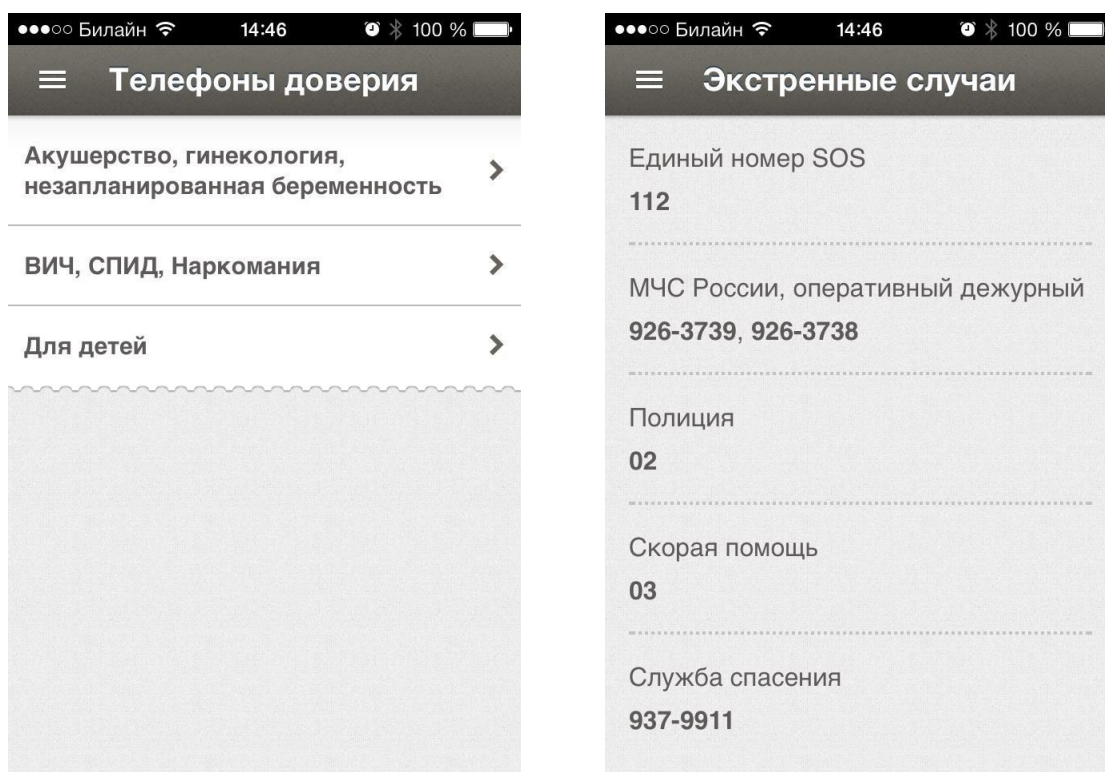 ●●●○○ Билайн 14:46 100 %
Телефоны доверия
Акушерство, гинекология,
незапланированная беременность
ВИЧ, СПИД, Наркомания
Для детей
●●●○○ Билайн 14:46 100 %
Экстренные случаи
Единый номер SOS
112
МЧС России, оперативный дежурный
926-3739, 926-3738
Полиция
02
Скорая помощь
03
Служба спасения
937-9911